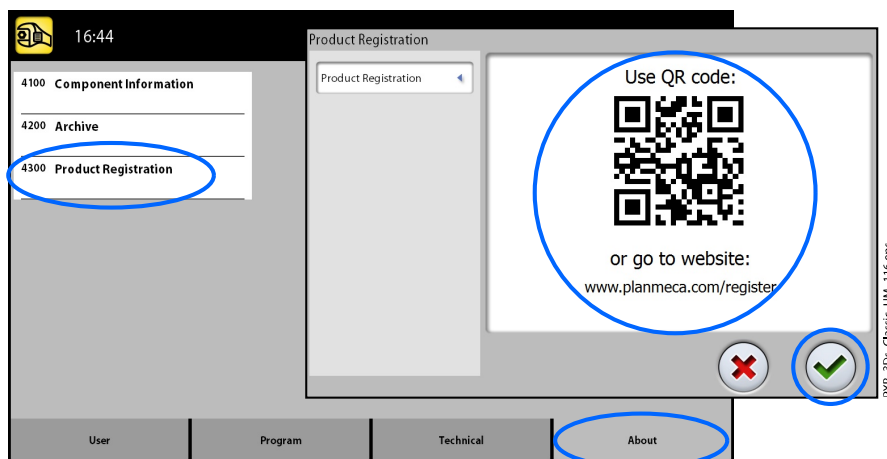 16:44
4100 Component Information
4200 Archive
4300 Product Registration
Product Registration
Product Registration
Use QR code:
or go to website:
www.planmeca.com/register
User Program Technical About